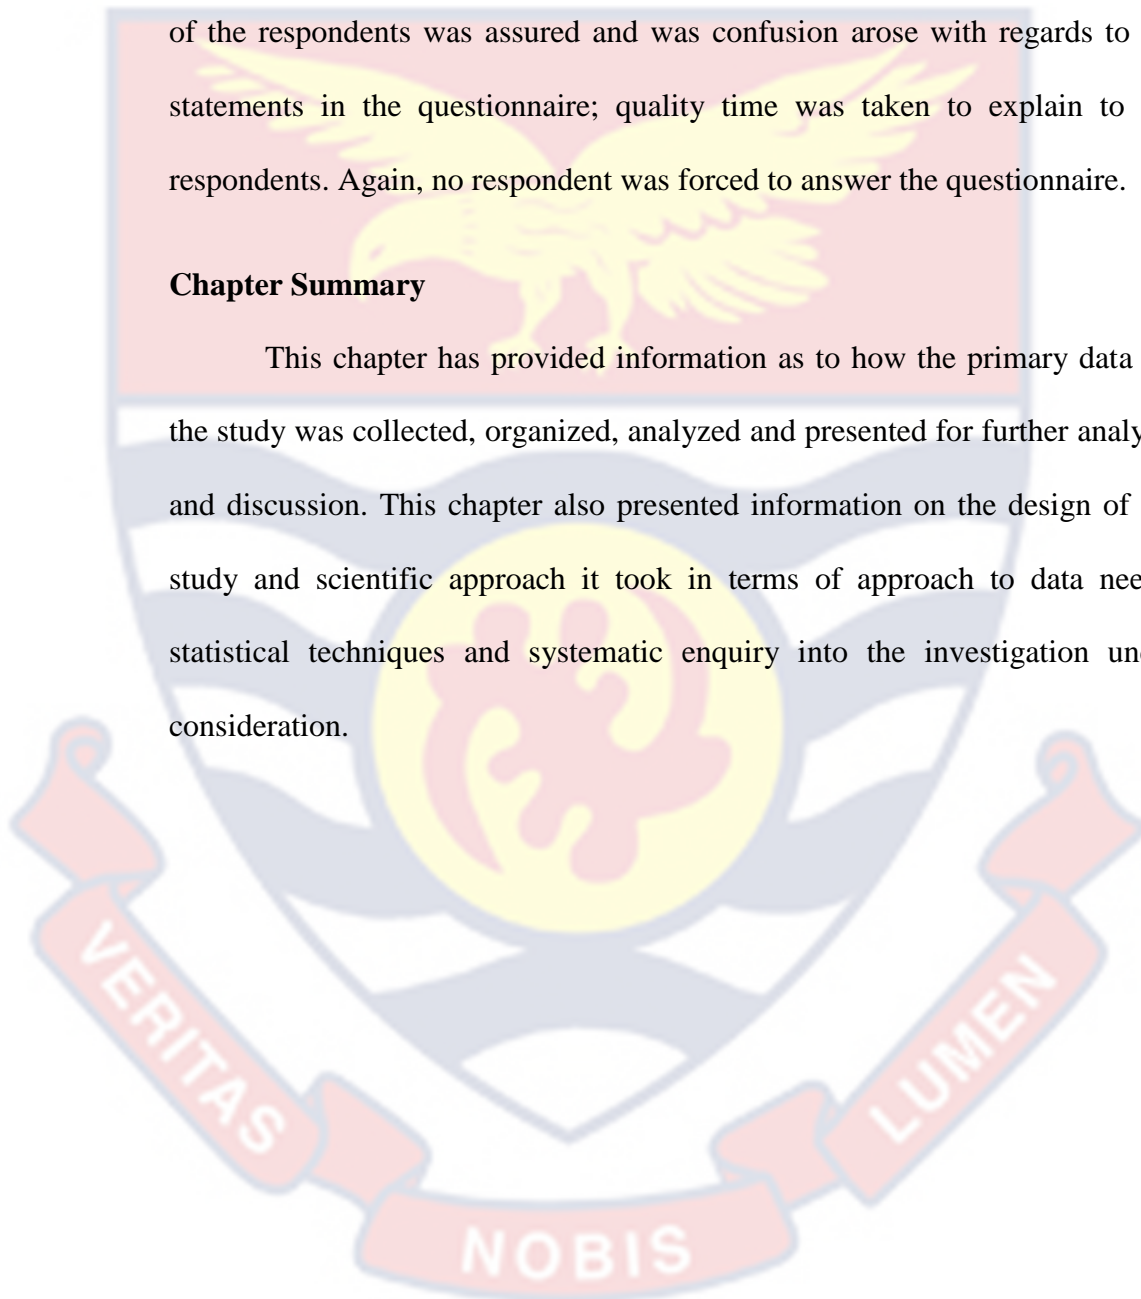 of the respondents was assured and was confusion arose with regards to
statements in the questionnaire; quality time was taken to explain to
respondents. Again, no respondent was forced to answer the questionnaire.
Chapter Summary
This chapter has provided information as to how the primary data
the study was collected, organized, analyzed and presented for further analy
and discussion. This chapter also presented information on the design of
study and scientific approach it took in terms of approach to data nee
statistical techniques and systematic enquiry into the investigation un
consideration.
VERITAS
NOBIS
LUMEN